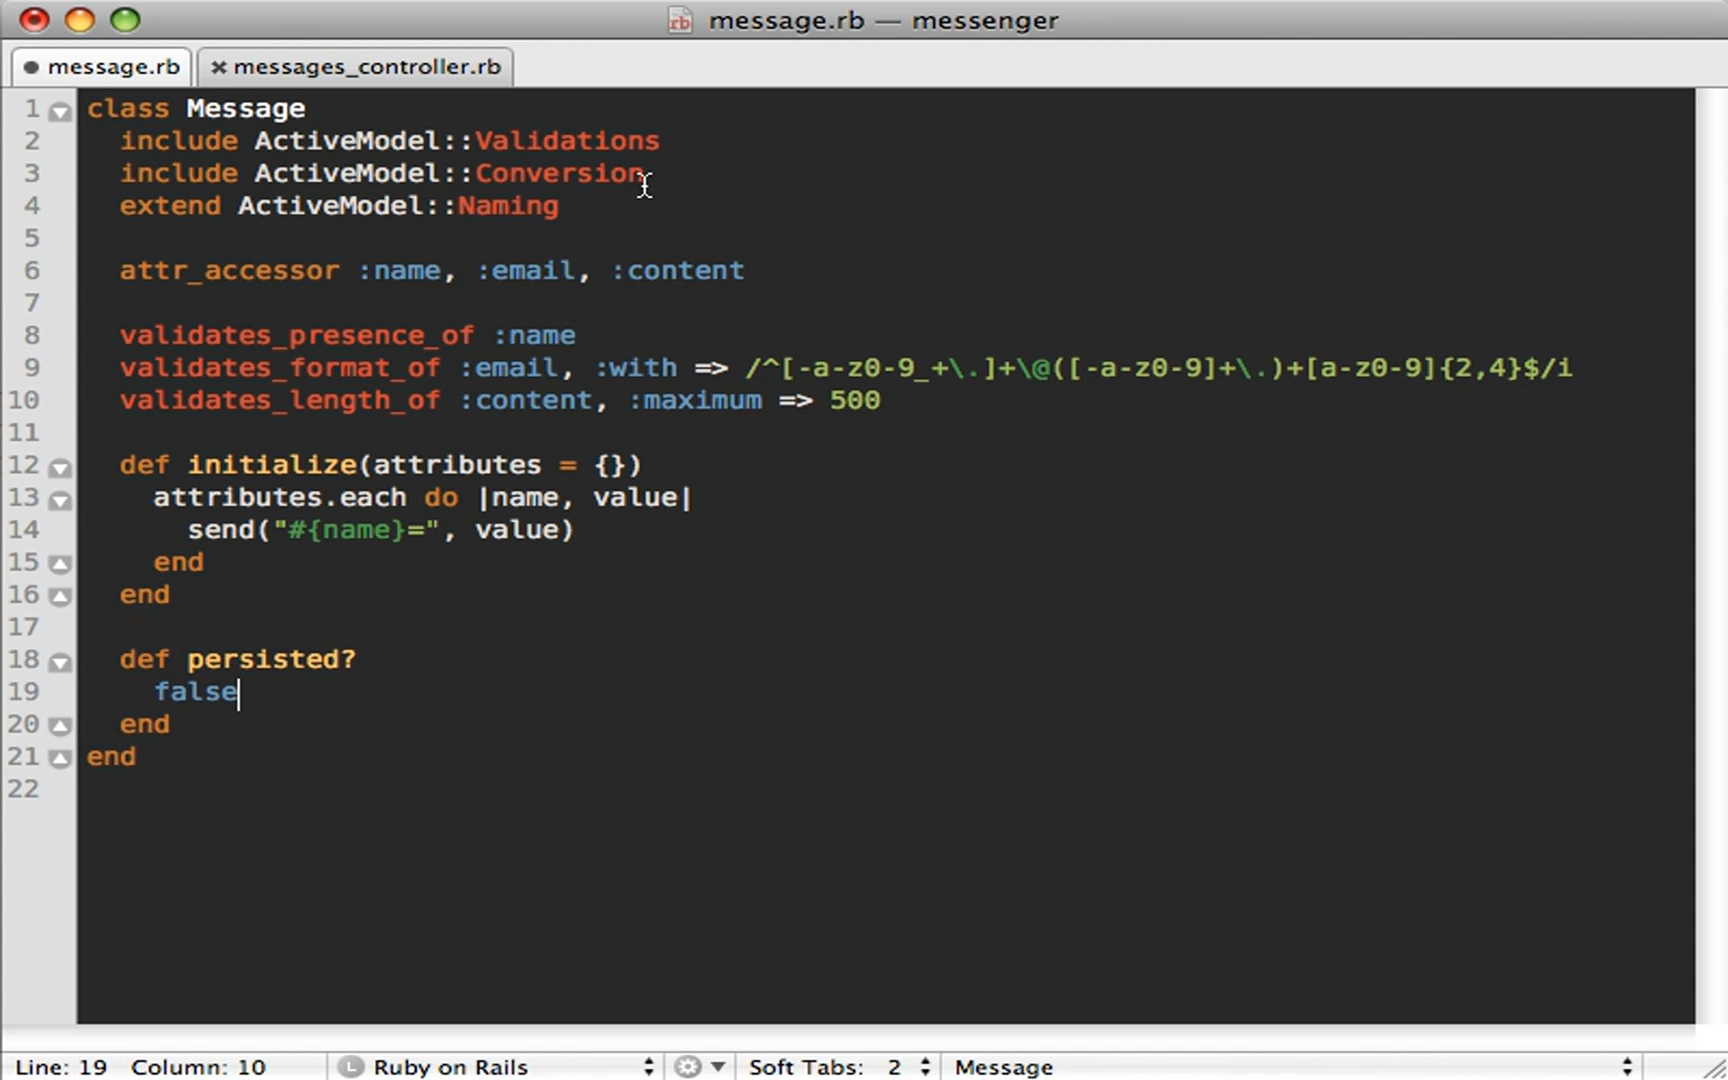 message.rb — messenger
message.rb messages_controller.rb
1 class Message
2   include ActiveModel::Validations
3   include ActiveModel::Conversion
4   extend ActiveModel::Naming
5
6   attr_accessor :name, :email, :content
7
8   validates_presence_of :name
9   validates_format_of :email, :with => /^[-a-z0-9_+\.]+\@([-a-z0-9]+\.)+[a-z0-9]{2,4}$/i
10   validates_length_of :content, :maximum => 500
11
12   def initialize(attributes = {})
13     attributes.each do |name, value|
14       send("#{name}=", value)
15     end
16   end
17
18   def persisted?
19     false
20   end
21 end
22
Line: 19 Column: 10 L Ruby on Rails Soft Tabs: 2 Message